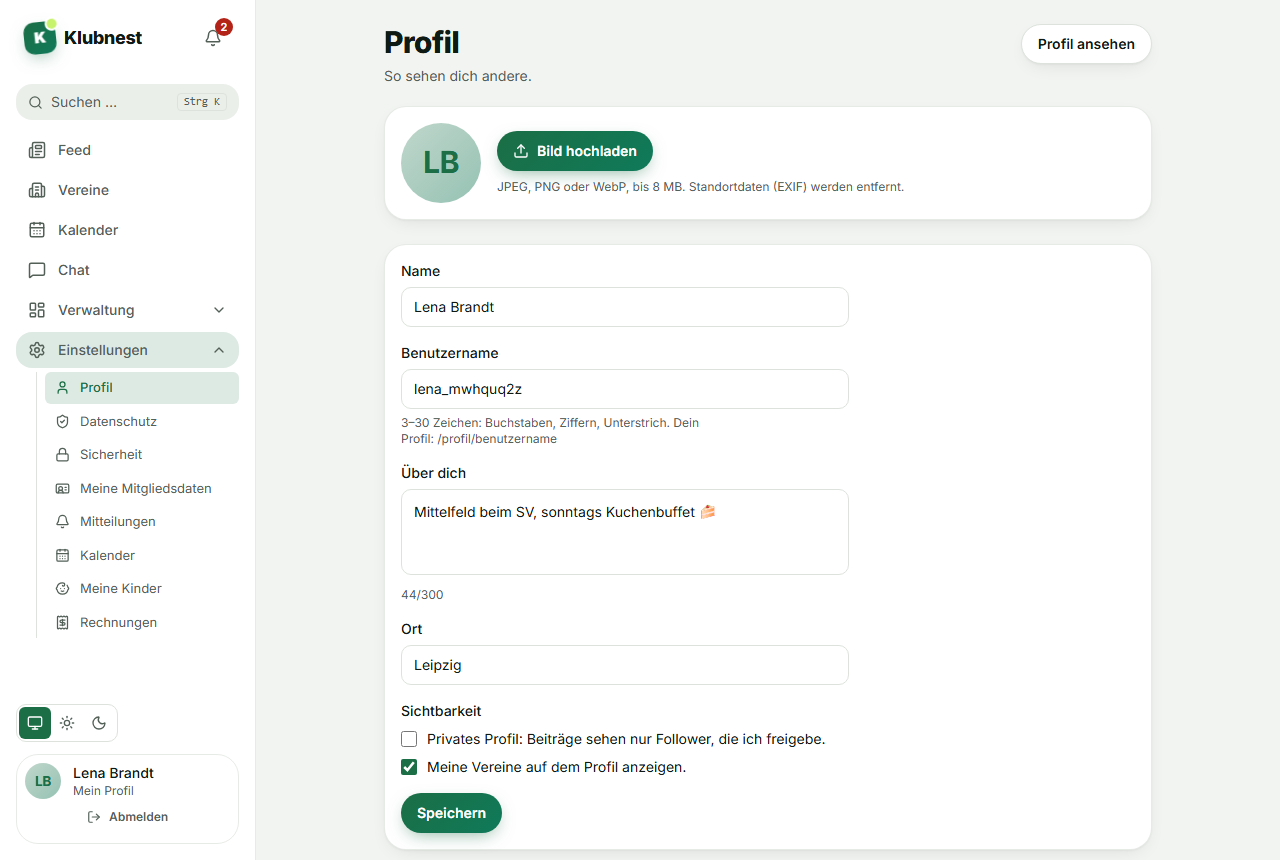 K Klubnest 2
Suchen ... Strg K
Feed
Vereine
Kalender
Chat
Verwaltung
Einstellungen
Profil
Datenschutz
Sicherheit
Meine Mitgliedsdaten
Mitteilungen
Kalender
Meine Kinder
Rechnungen
LB Lena Brandt
Mein Profil
Abmelden
Profil
Profil ansehen
So sehen dich andere.
LB
Bild hochladen
JPEG, PNG oder WebP, bis 8 MB. Standortdaten (EXIF) werden entfernt.
Name
Lena Brandt
Benutzername
lena_mwhquq2z
3–30 Zeichen: Buchstaben, Ziffern, Unterstrich. Dein
Profil: /profil/benutzername
Über dich
Mittelfeld beim SV, sonntags Kuchenbuffet 🍰
44/300
Ort
Leipzig
Sichtbarkeit
Privates Profil: Beiträge sehen nur Follower, die ich freigebe.
Meine Vereine auf dem Profil anzeigen.
Speichern